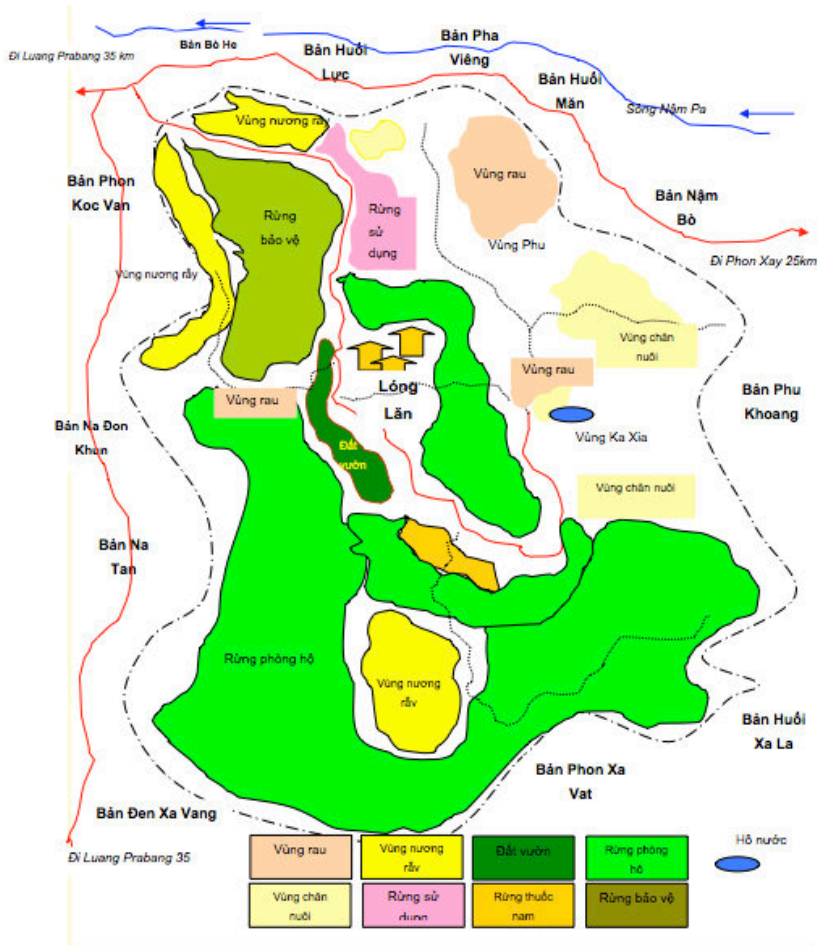 Bản Bò He
Bản Huổi
Lực
Bản Pha
Viêng
Đi Luang Prabang 35 km
Bản Huổi
Măn
Sông Nậm Pa
Vùng nương rẫy
Bản Phon
Koc Van
Rừng
bảo vệ
Rừng
sử
dụng
Vùng rau
Bản Nậm
Bò
Vùng Phu
Đi Phon Xay 25km
Vùng nương rẫy
Vùng chăn
nuôi
Vùng rau
Lóng
Lăn
Vùng rau
Bản Phu
Khoang
Bản Na Đon
Khun
Đất
vườn
Vùng Ka Xia
Vùng chăn nuôi
Bản Na
Tan
Rừng phòng hộ
Vùng nương
rẫy
Bản Huổi
Xa La
Bản Phon Xa
Vat
Bản Đen Xa Vang
Đi Luang Prabang 35
Vùng rau
Vùng nương
rẫy
Đất vườn
Rừng phòng
hộ
Hồ nước
Vùng chăn
nuôi
Rừng sử
dụng
Rừng thuốc
nam
Rừng bảo vệ